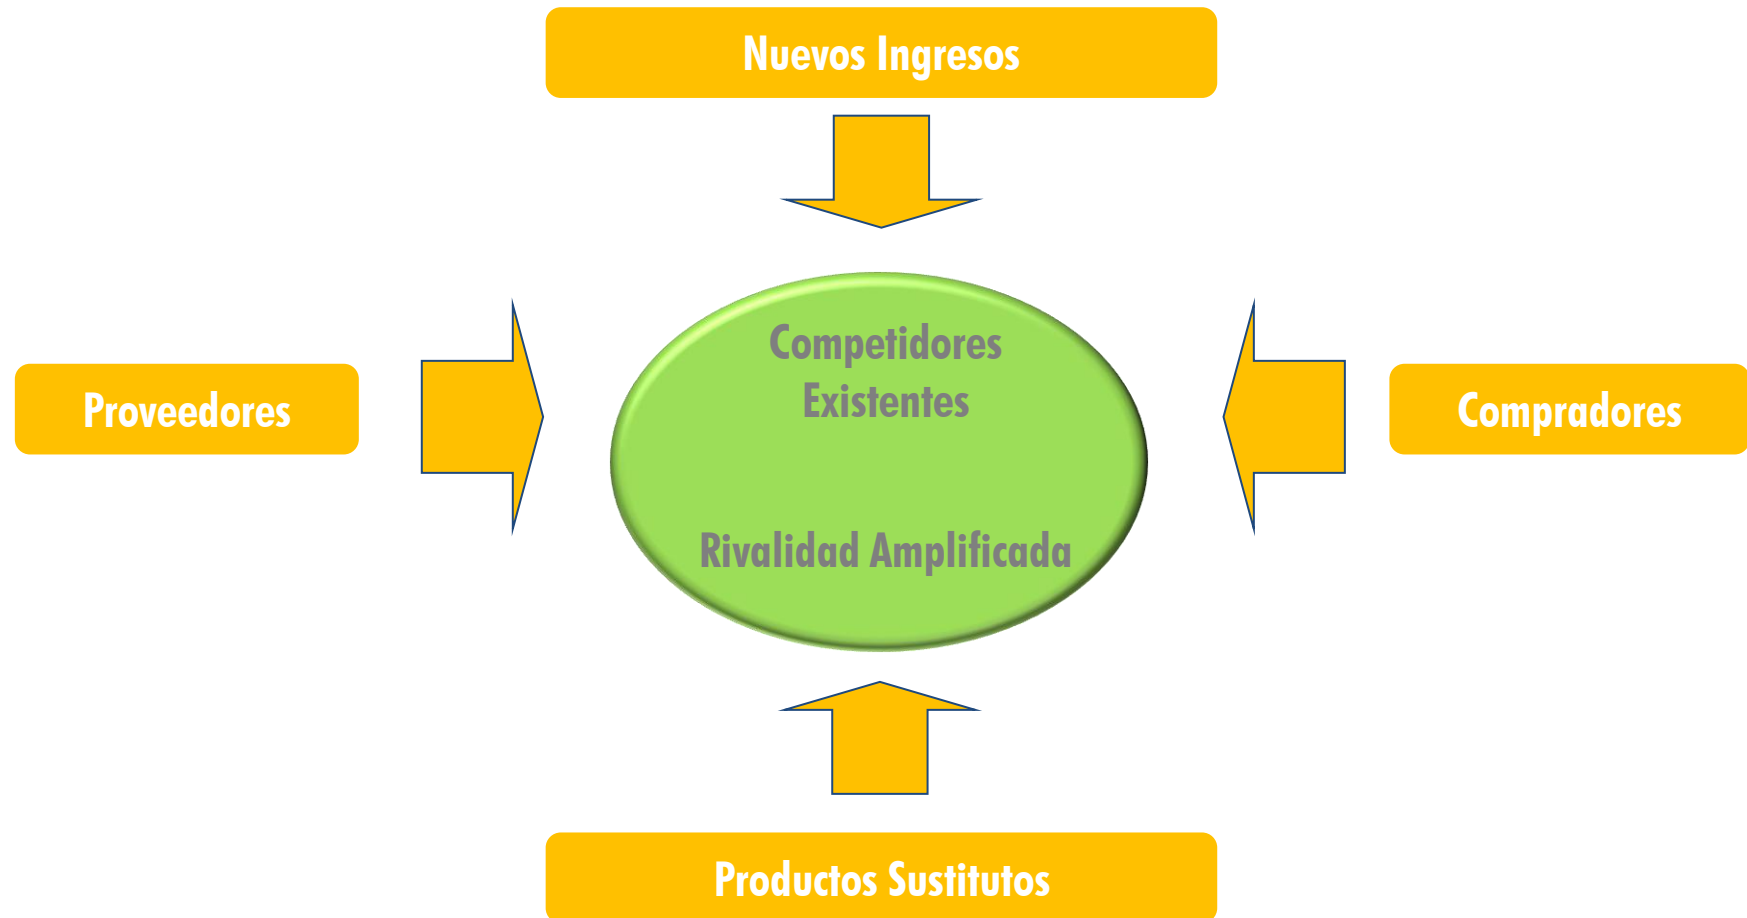 Nuevos Ingresos
Competidores
Existentes
Proveedores
Compradores
Rivalidad Amplificada
Productos Sustitutos